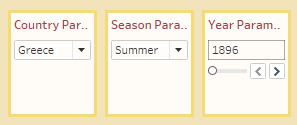 Country Par..
Greece
Season Para..
Summer
Year Param..
1896